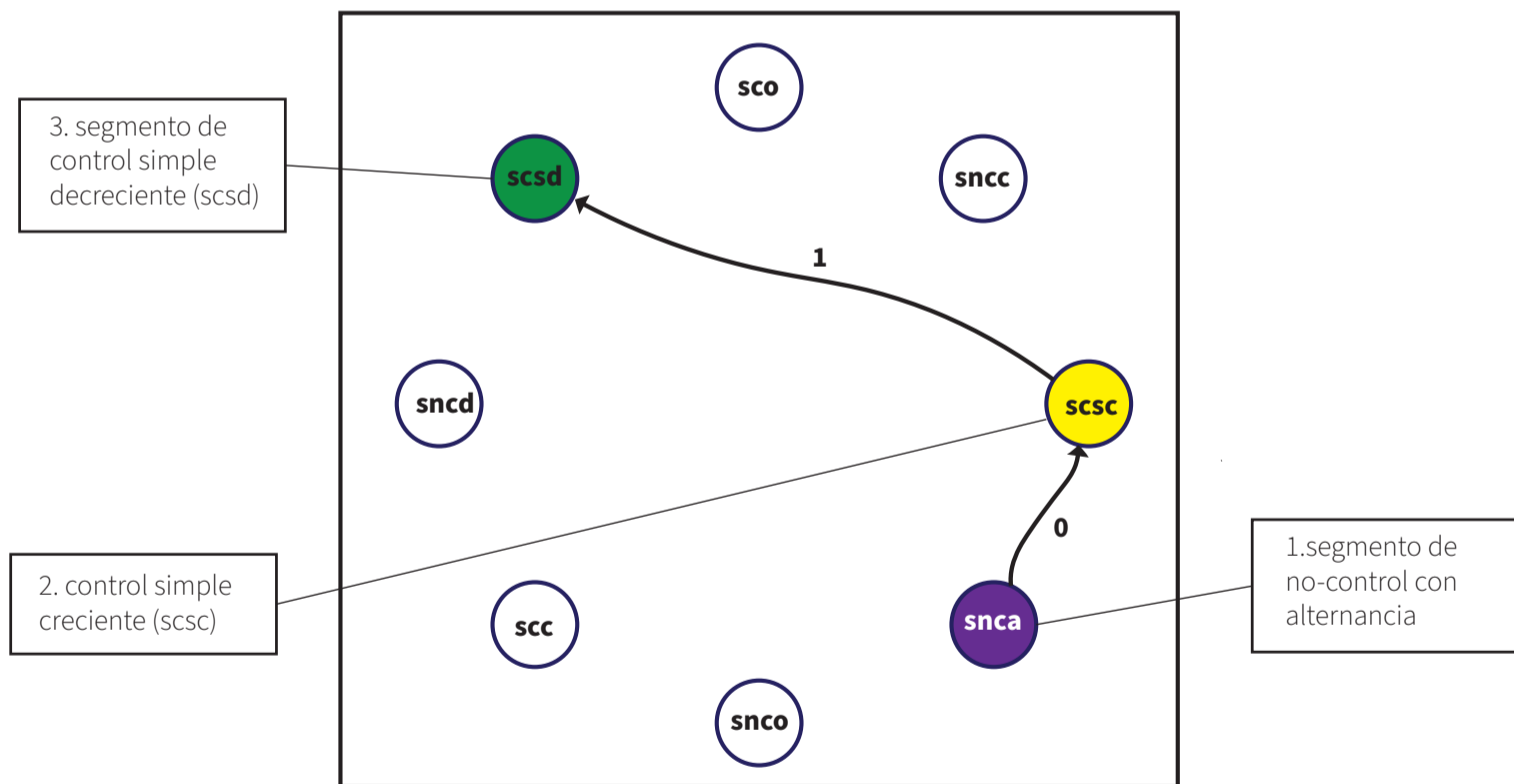 sco
3. segmento de
control simple
decreciente (scsd)
scsd
sncc
1
sncd
scsc
0
1.segmento de
no-control con
alternancia
2. control simple
creciente (scsc)
scc
snca
snco